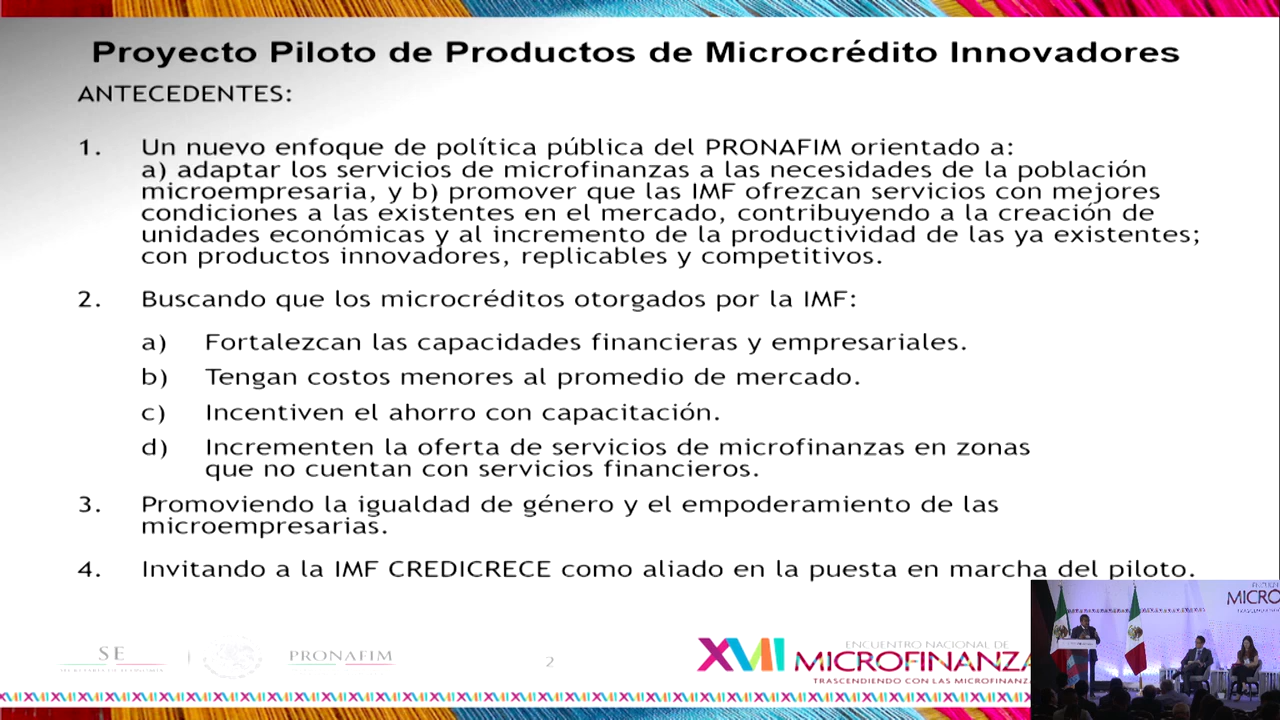 Proyecto Piloto de Productos de Microcrédito Innovadores
ANTECEDENTES:
1. Un nuevo enfoque de política pública del PRONAFIM orientado a:
a) adaptar los servicios de microfinanzas a las necesidades de la población
microempresaria, y b) promover que las IMF ofrezcan servicios con mejores
condiciones a las existentes en el mercado, contribuyendo a la creación de
unidades económicas y al incremento de la productividad de las ya existentes;
con productos innovadores, replicables y competitivos.
2. Buscando que los microcréditos otorgados por la IMF:
a) Fortalezcan las capacidades financieras y empresariales.
b) Tengan costos menores al promedio de mercado.
c) Incentiven el ahorro con capacitación.
d) Incrementen la oferta de servicios de microfinanzas en zonas
que no cuentan con servicios financieros.
3. Promoviendo la igualdad de género y el empoderamiento de las
microempresarias.
4. Invitando a la IMF CREDICRECE como aliado en la puesta en marcha del piloto.
SE
PRONAFIM
2
XVII
ENCUENTRO NACIONAL DE
MICROFINANZA
TRASCENDIENDO CON LAS MICROFINANZ
MICRO